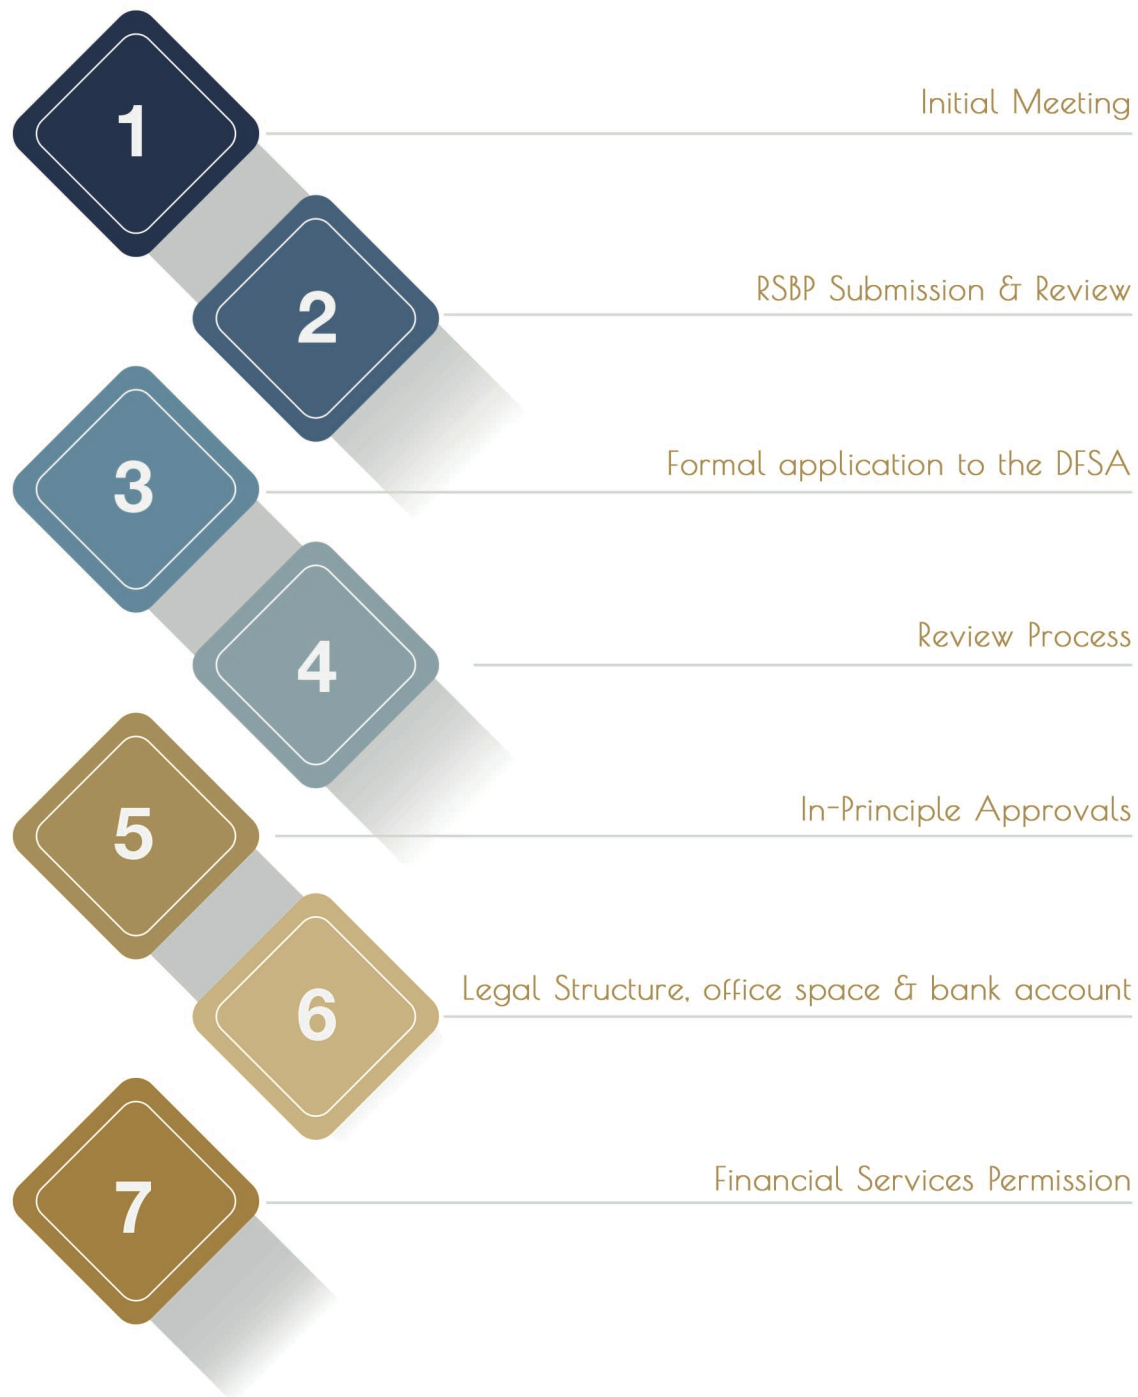 1
Initial Meeting
2
RSBP Submission & Review
3
Formal application to the DFSA
4
Review Process
5
In-Principle Approvals
6
Legal Structure, office space & bank account
7
Financial Services Permission